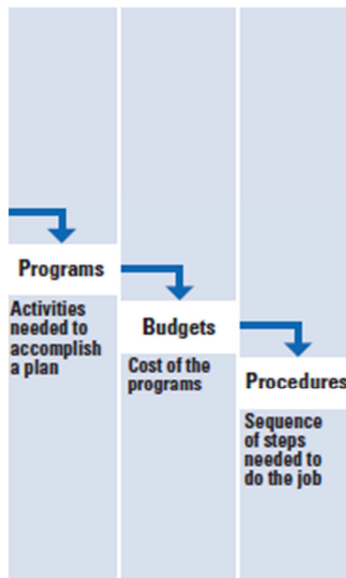 Programs
Activities
needed to
accomplish
a plan
Budgets
Cost of the
programs
Procedures
Sequence
of steps
needed to
do the job